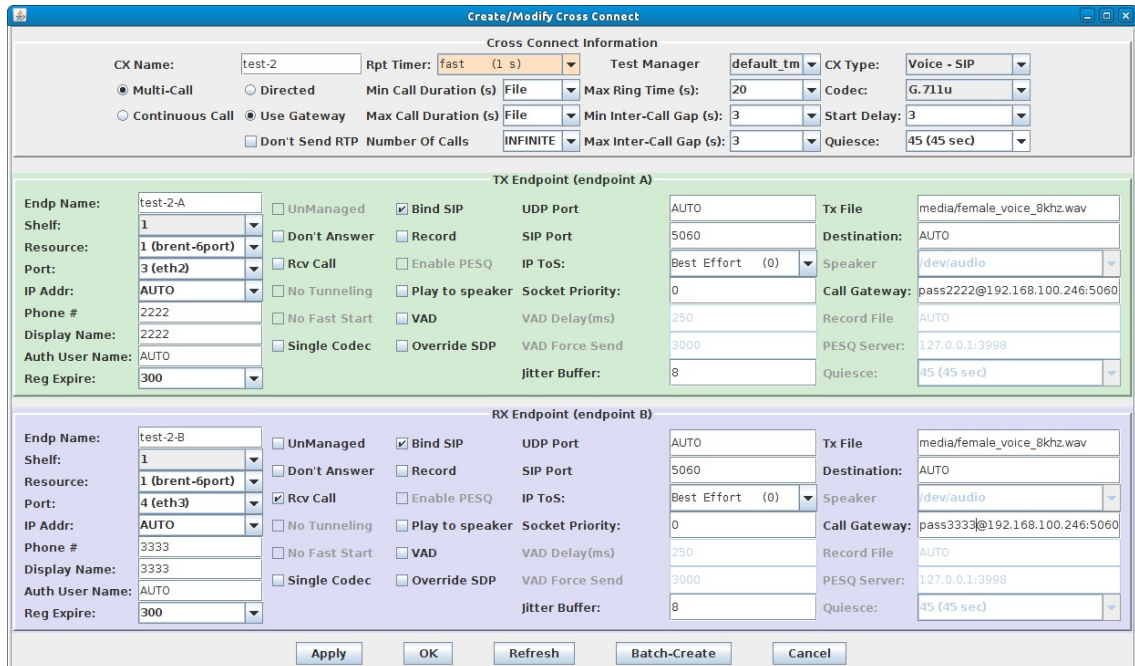 Create/Modify Cross Connect
Cross Connect Information
CX Name: test-2 Rpt Timer: fast (1 s) Test Manager default_tm CX Type: Voice - SIP
Multi-Call Directed Min Call Duration (s) File Max Ring Time (s): 20 Codec: G.711u
Continuous Call Use Gateway Max Call Duration (s) File Min Inter-Call Gap (s): 3 Start Delay: 3
Don't Send RTP Number Of Calls INFINITE Max Inter-Call Gap (s): 3 Quiesce: 45 (45 sec)
TX Endpoint (endpoint A)
Endp Name: test-2-A
Shelf: 1
Resource: 1 (brent-6port)
Port: 3 (eth2)
IP Addr: AUTO
Phone # 2222
Display Name: 2222
Auth User Name: AUTO
Reg Expire: 300
UnManaged Bind SIP UDP Port AUTO Tx File media/female_voice_8khz.wav
Don't Answer Record SIP Port 5060 Destination: AUTO
Rcv Call Enable PESQ IP ToS: Best Effort (0) Speaker /dev/audio
No Tunneling Play to speaker Socket Priority: 0 Call Gateway: pass2222@192.168.100.246:5060
No Fast Start VAD VAD Delay(ms) 250 Record File AUTO
Single Codec Override SDP VAD Force Send 3000 PESQ Server: 127.0.0.1:3998
Jitter Buffer: 8 Quiesce: 45 (45 sec)
RX Endpoint (endpoint B)
Endp Name: test-2-B
Shelf: 1
Resource: 1 (brent-6port)
Port: 4 (eth3)
IP Addr: AUTO
Phone # 3333
Display Name: 3333
Auth User Name: AUTO
Reg Expire: 300
UnManaged Bind SIP UDP Port AUTO Tx File media/female_voice_8khz.wav
Don't Answer Record SIP Port 5060 Destination: AUTO
Rcv Call Enable PESQ IP ToS: Best Effort (0) Speaker /dev/audio
No Tunneling Play to speaker Socket Priority: 0 Call Gateway: pass3333@192.168.100.246:5060
No Fast Start VAD VAD Delay(ms) 250 Record File AUTO
Single Codec Override SDP VAD Force Send 3000 PESQ Server: 127.0.0.1:3998
Jitter Buffer: 8 Quiesce: 45 (45 sec)
Apply OK Refresh Batch-Create Cancel